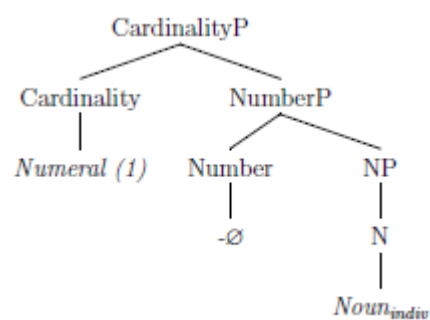 CardinalityP
Cardinality NumberP
Numeral (1) Number NP
-∅ N
Noun_indiv